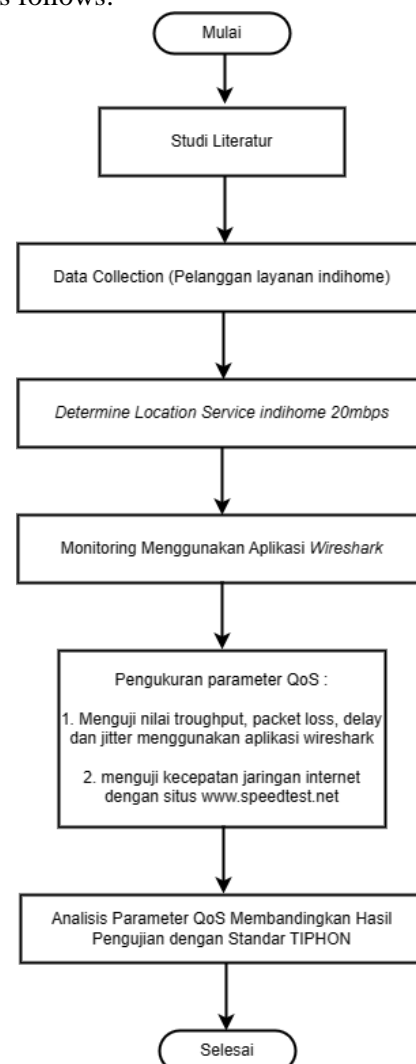 s follows:
Mulai
Studi Literatur
Data Collection (Pelanggan layanan indihome)
Determine Location Service indihome 20mbps
Monitoring Menggunakan Aplikasi Wireshark
Pengukuran parameter QoS :
1. Menguji nilai troughput, packet loss, delay
dan jitter menggunakan aplikasi wireshark
2. menguji kecepatan jaringan internet
dengan situs www.speedtest.net
Analisis Parameter QoS Membandingkan Hasil
Pengujian dengan Standar TIPHON
Selesai